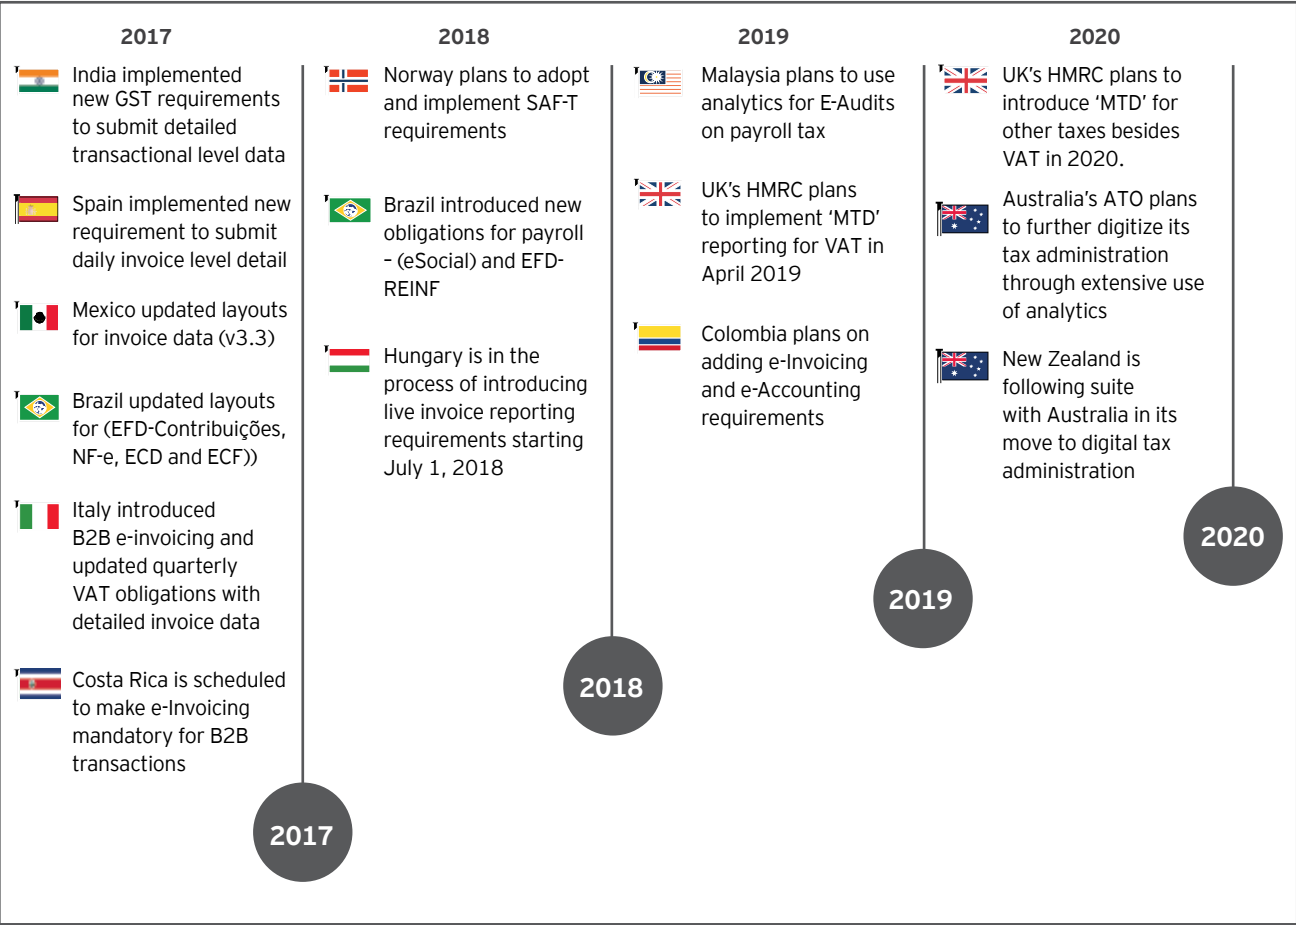 2017
India implemented
new GST requirements
to submit detailed
transactional level data
Spain implemented new
requirement to submit
daily invoice level detail
Mexico updated layouts
for invoice data (v3.3)
Brazil updated layouts
for (EFD-Contribuições,
NF-e, ECD and ECF))
Italy introduced
B2B e-invoicing and
updated quarterly
VAT obligations with
detailed invoice data
Costa Rica is scheduled
to make e-Invoicing
mandatory for B2B
transactions
2017
2018
Norway plans to adopt
and implement SAF-T
requirements
Brazil introduced new
obligations for payroll
– (eSocial) and EFD-
REINF
Hungary is in the
process of introducing
live invoice reporting
requirements starting
July 1, 2018
2018
2019
Malaysia plans to use
analytics for E-Audits
on payroll tax
UK's HMRC plans
to implement ‘MTD’
reporting for VAT in
April 2019
Colombia plans on
adding e-Invoicing
and e-Accounting
requirements
2019
2020
UK's HMRC plans to
introduce ‘MTD’ for
other taxes besides
VAT in 2020.
Australia's ATO plans
to further digitize its
tax administration
through extensive use
of analytics
New Zealand is
following suite
with Australia in its
move to digital tax
administration
2020